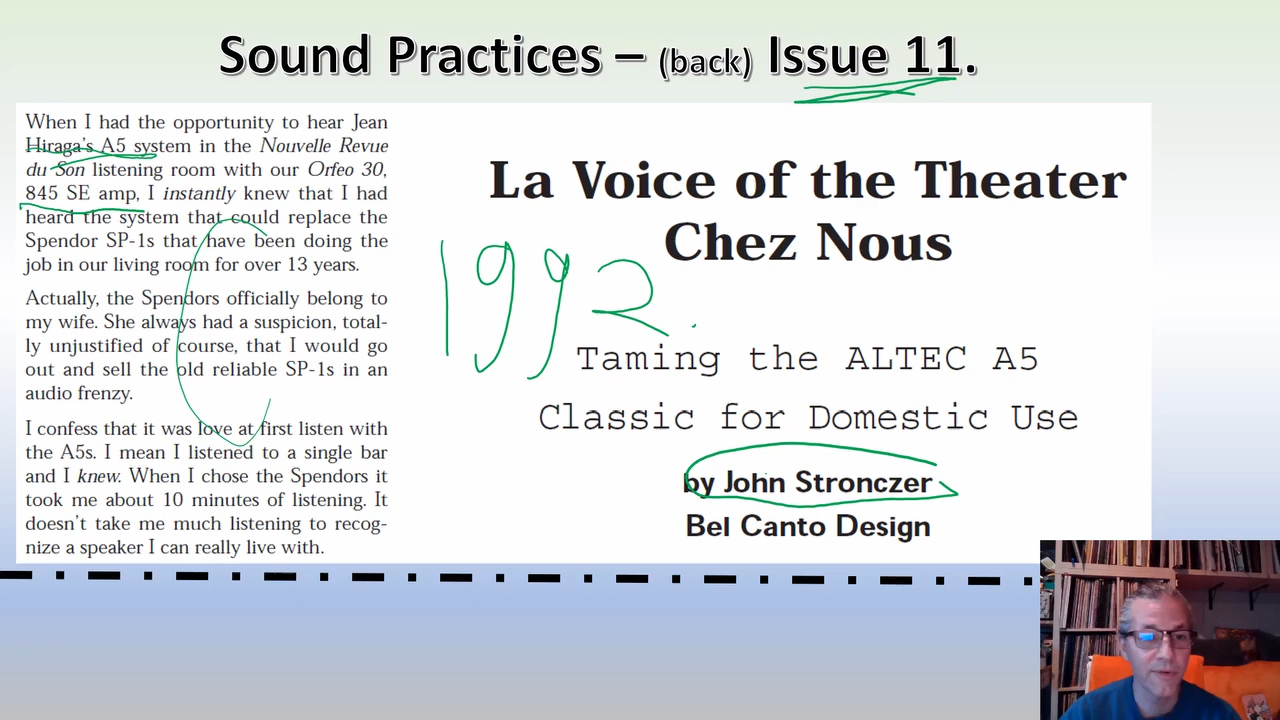 Sound Practices – (back) Issue 11.
When I had the opportunity to hear Jean
Hiraga's A5 system in the Nouvelle Revue
du Son listening room with our Orfeo 30,
845 SE amp, I instantly knew that I had
heard the system that could replace the
Spendor SP-1s that have been doing the
job in our living room for over 13 years.
Actually, the Spendors officially belong to
my wife. She always had a suspicion, total-
ly unjustified of course, that I would go
out and sell the old reliable SP-1s in an
audio frenzy.
I confess that it was love at first listen with
the A5s. I mean I listened to a single bar
and I knew. When I chose the Spendors it
took me about 10 minutes of listening. It
doesn't take me much listening to recog-
nize a speaker I can really live with.
La Voice of the Theater
Chez Nous
1992.
Taming the ALTEC A5
Classic for Domestic Use
by John Stronczer
Bel Canto Design